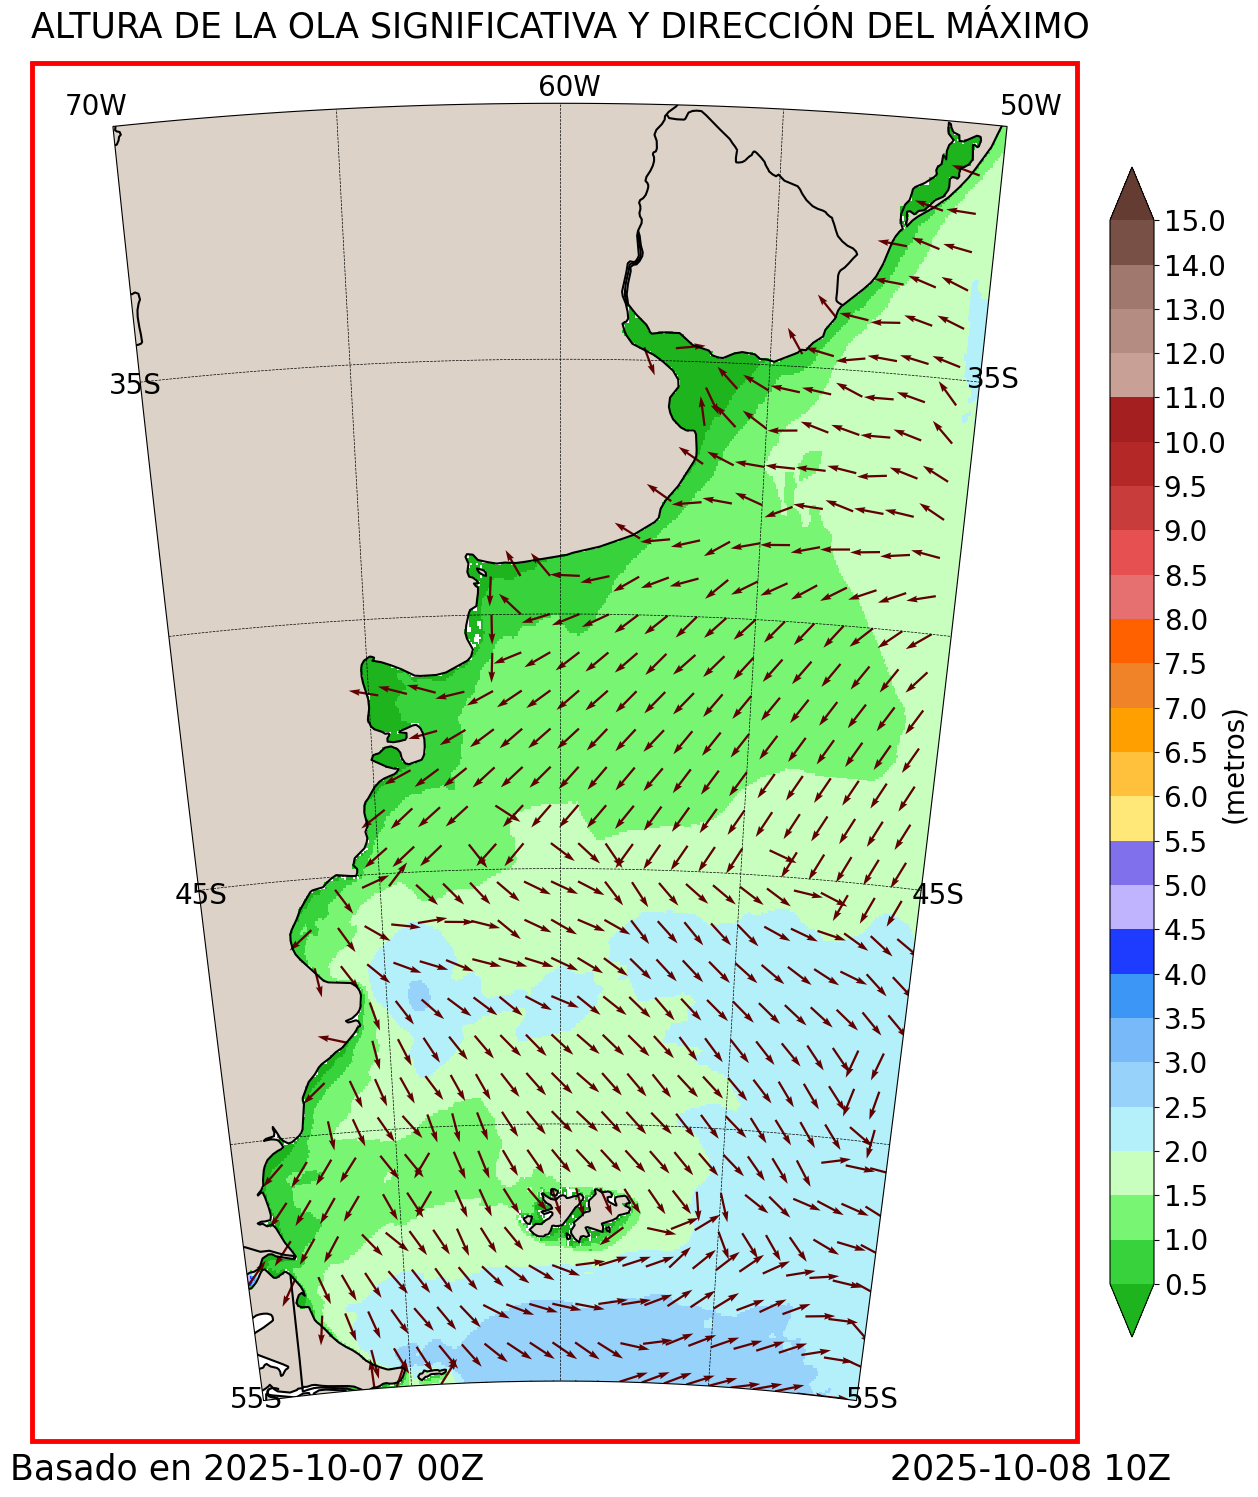 ALTURA DE LA OLA SIGNIFICATIVA Y DIRECCIÓN DEL MÁXIMO
70W
60W
50W
35S
35S
45S
45S
55S
55S
15.0
14.0
13.0
12.0
11.0
10.0
9.5
9.0
8.5
8.0
7.5
7.0
6.5
6.0
5.5
5.0
4.5
4.0
3.5
3.0
2.5
2.0
1.5
1.0
0.5
(metros)
Basado en 2025-10-07 00Z
2025-10-08 10Z